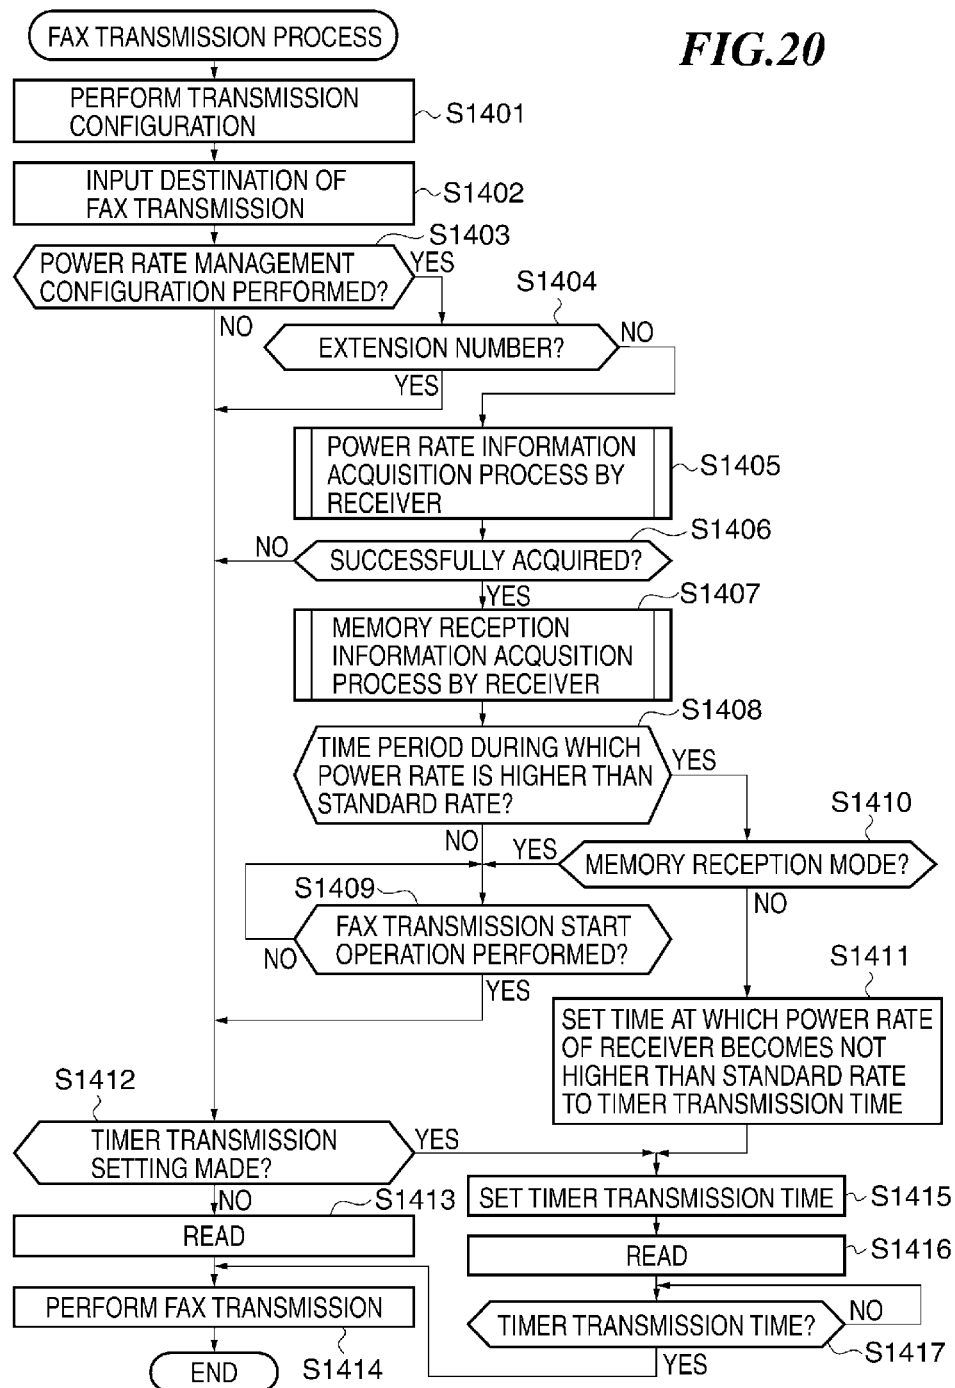 FAX TRANSMISSION PROCESS
FIG.20
PERFORM TRANSMISSION
CONFIGURATION
S1401
INPUT DESTINATION OF
FAX TRANSMISSION
S1402
S1403
POWER RATE MANAGEMENT
CONFIGURATION PERFORMED?
YES
NO
S1404
EXTENSION NUMBER?
NO
YES
POWER RATE INFORMATION
ACQUISITION PROCESS BY
RECEIVER
S1405
S1406
NO
SUCCESSFULLY ACQUIRED?
YES
S1407
MEMORY RECEPTION
INFORMATION ACQUSITION
PROCESS BY RECEIVER
S1408
TIME PERIOD DURING WHICH
POWER RATE IS HIGHER THAN
STANDARD RATE?
YES
NO
S1410
YES
MEMORY RECEPTION MODE?
NO
S1409
FAX TRANSMISSION START
OPERATION PERFORMED?
NO
YES
S1411
SET TIME AT WHICH POWER RATE
OF RECEIVER BECOMES NOT
HIGHER THAN STANDARD RATE
TO TIMER TRANSMISSION TIME
S1412
TIMER TRANSMISSION
SETTING MADE?
YES
NO
S1413
READ
SET TIMER TRANSMISSION TIME
S1415
READ
S1416
PERFORM FAX TRANSMISSION
S1414
TIMER TRANSMISSION TIME?
NO
S1417
YES
END